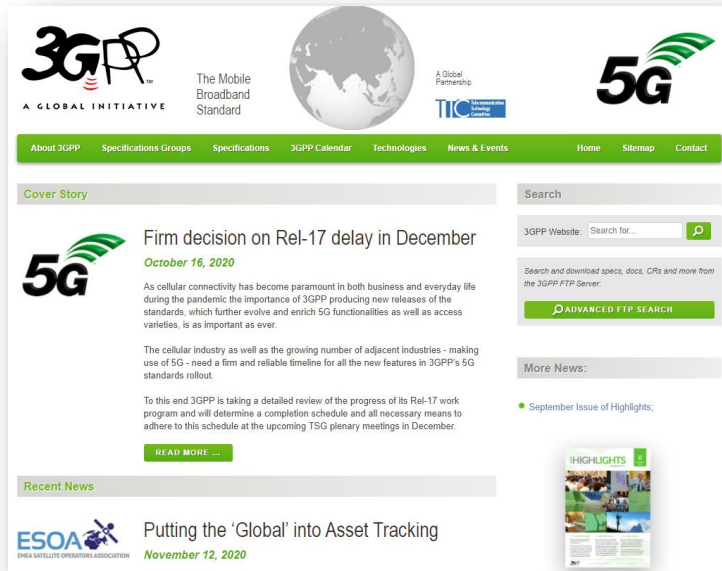 3GPP
TM
A GLOBAL INITIATIVE
The Mobile
Broadband
Standard
A Global
Partnership
TTC Telecommunication
Technology
Committee
5G
About 3GPP Specifications Groups Specifications 3GPP Calendar Technologies News & Events Home Sitemap Contact
Cover Story
5G
Firm decision on Rel-17 delay in December
October 16, 2020
As cellular connectivity has become paramount in both business and everyday life
during the pandemic the importance of 3GPP producing new releases of the
standards, which further evolve and enrich 5G functionalities as well as access
varieties, is as important as ever.
The cellular industry as well as the growing number of adjacent industries - making
use of 5G - need a firm and reliable timeline for all the new features in 3GPP's 5G
standards rollout.
To this end 3GPP is taking a detailed review of the progress of its Rel-17 work
program and will determine a completion schedule and all necessary means to
adhere to this schedule at the upcoming TSG plenary meetings in December.
READ MORE ...
Recent News
ESOA
EMEA SATELLITE OPERATORS ASSOCIATION
Putting the ‘Global’ into Asset Tracking
November 12, 2020
Search
3GPP Website: Search for...
Search and download specs, docs, CRs and more from
the 3GPP FTP Server:
ADVANCED FTP SEARCH
More News:
September Issue of Highlights;
HIGHLIGHTS